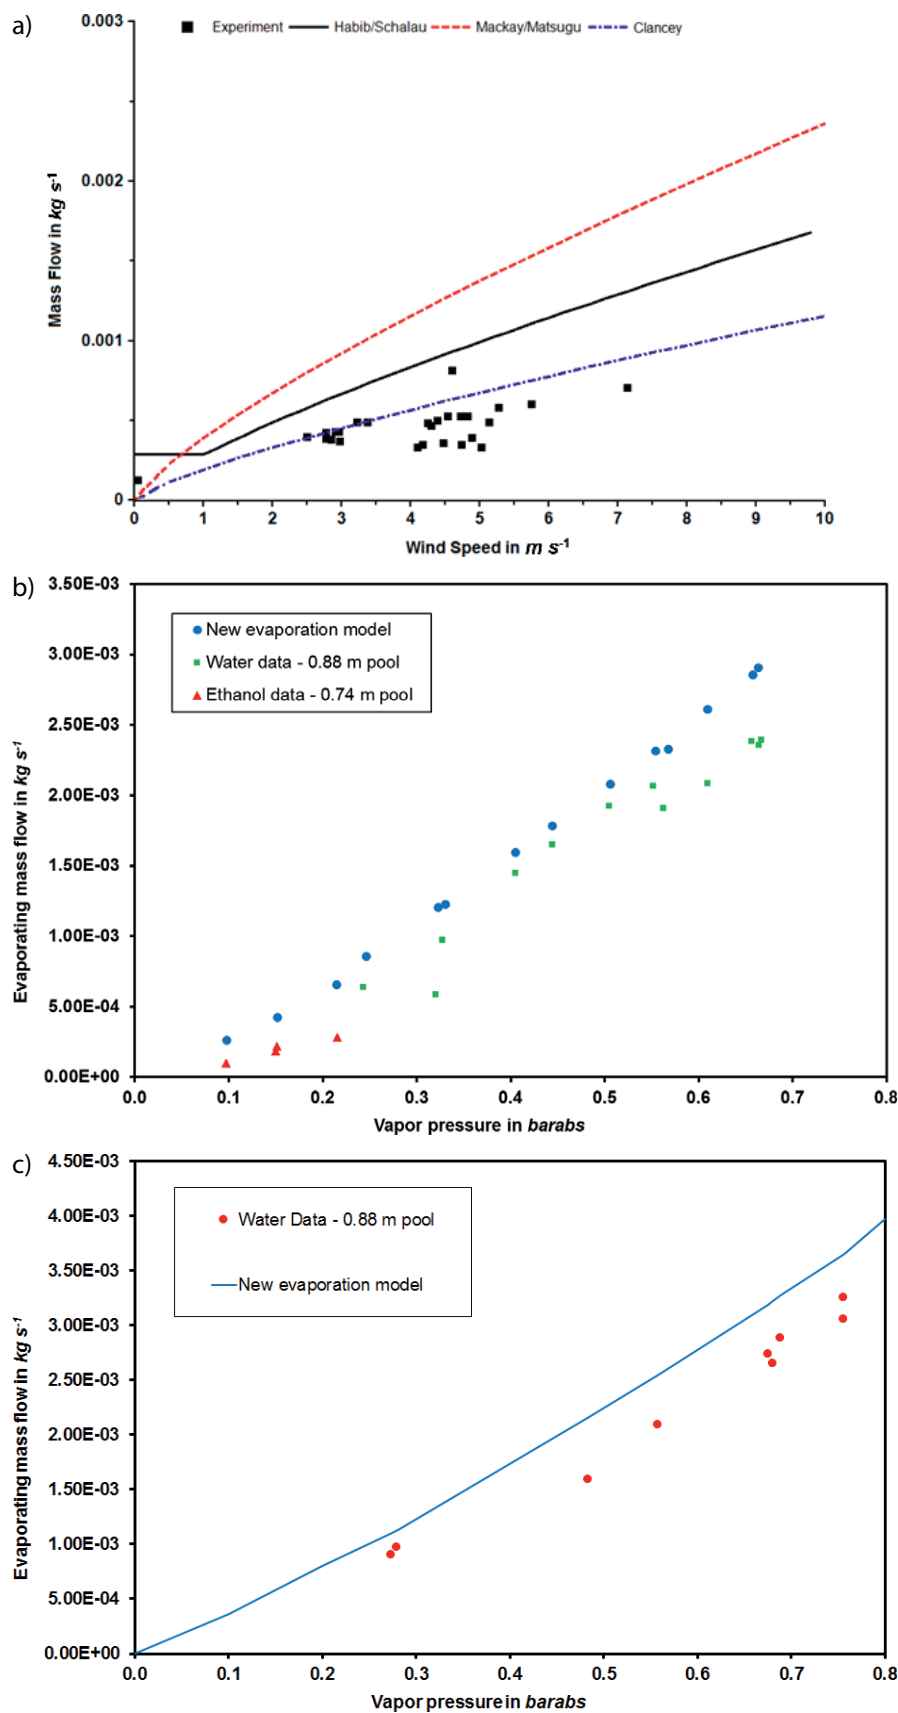 a)
0.003
Experiment Habib/Schalau Mackay/Matsugu Clancey
0.002
Mass Flow in kg s-1
0.001
0
0 1 2 3 4 5 6 7 8 9 10
Wind Speed in m s-1
b)
3.50E-03
New evaporation model
3.00E-03
Water data - 0.88 m pool
Ethanol data - 0.74 m pool
2.50E-03
2.00E-03
Evaporating mass flow in kg s-1
1.50E-03
1.00E-03
5.00E-04
0.00E+00
0.0 0.1 0.2 0.3 0.4 0.5 0.6 0.7 0.8
Vapor pressure in barabs
c)
4.50E-03
Water Data - 0.88 m pool
4.00E-03
New evaporation model
3.50E-03
3.00E-03
2.50E-03
Evaporating mass flow in kg s-1
2.00E-03
1.50E-03
1.00E-03
5.00E-04
0.00E+00
0.0 0.1 0.2 0.3 0.4 0.5 0.6 0.7 0.8
Vapor pressure in barabs